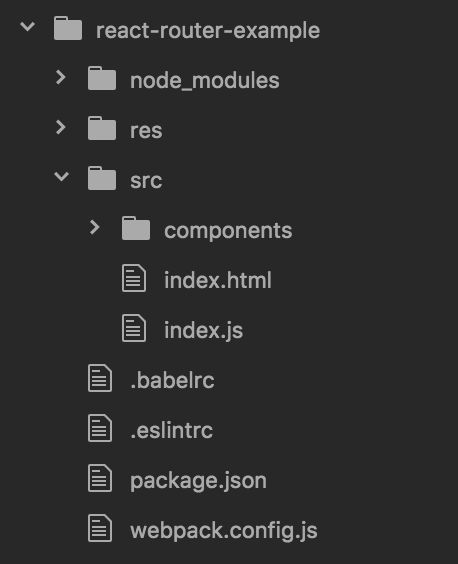 react-router-example
node_modules
res
src
components
index.html
index.js
.babelrc
.eslintrc
package.json
webpack.config.js